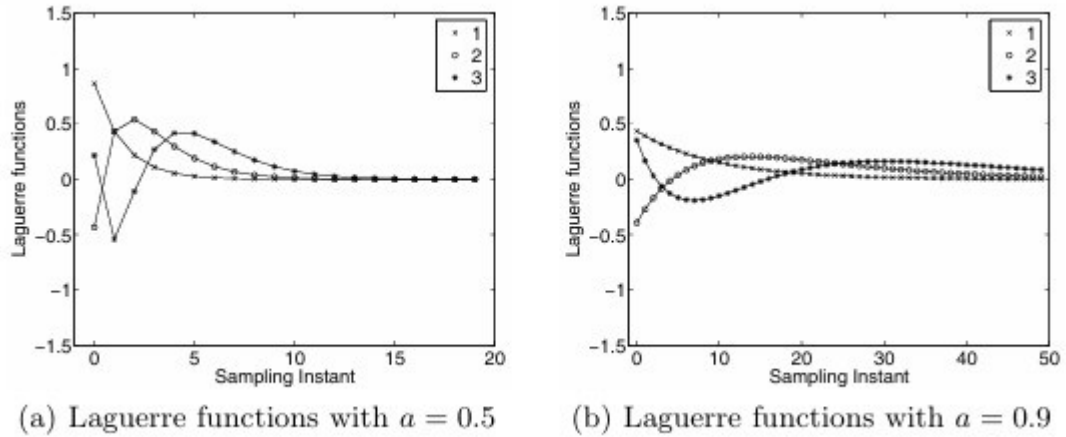 1.5
1
0.5
0
−0.5
−1
−1.5
Laguerre functions
1
2
3
0 5 10 15 20
Sampling Instant
(a) Laguerre functions with a = 0.5
1.5
1
0.5
0
−0.5
−1
−1.5
Laguerre functions
1
2
3
0 10 20 30 40 50
Sampling Instant
(b) Laguerre functions with a = 0.9